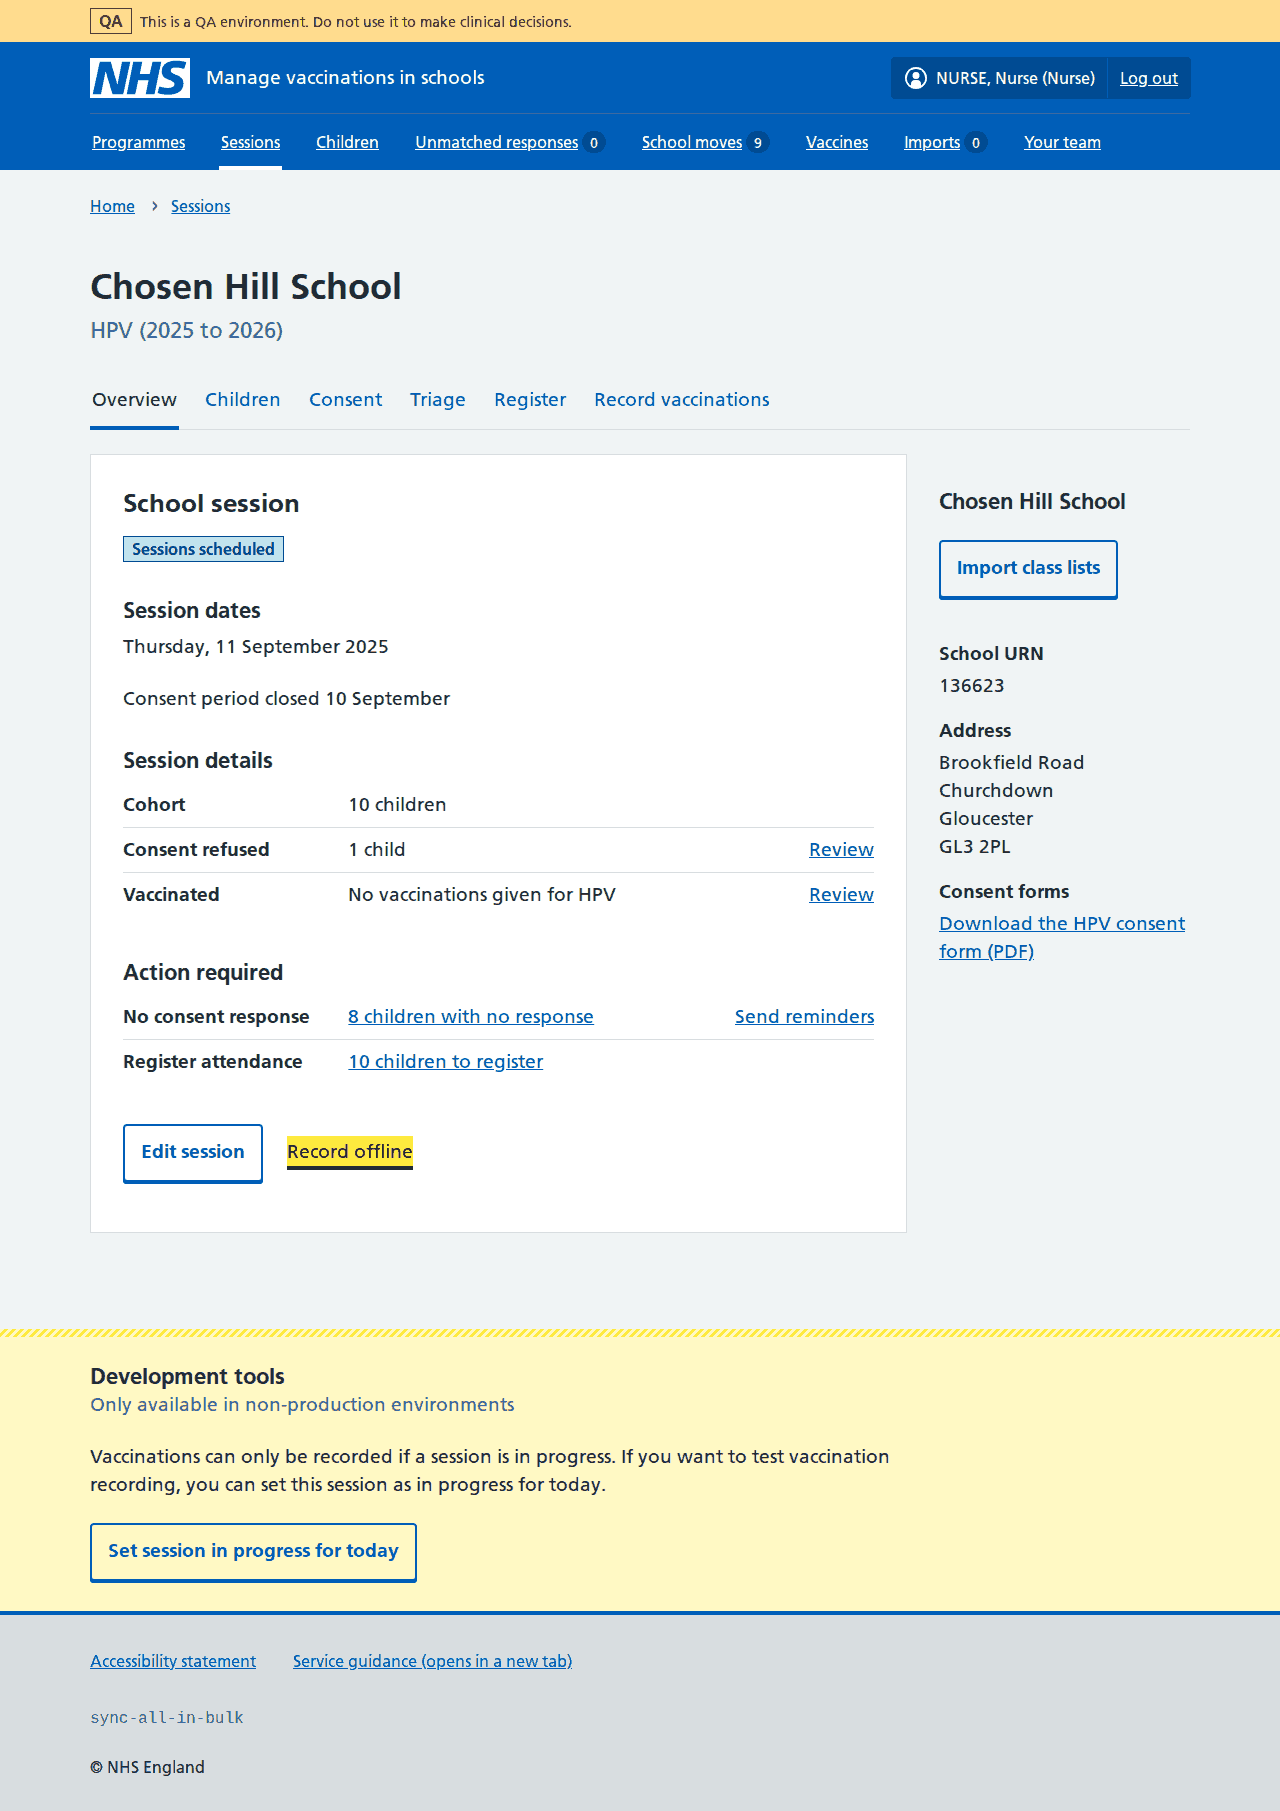 QA This is a QA environment. Do not use it to make clinical decisions.
NHS Manage vaccinations in schools NURSE, Nurse (Nurse) Log out
Programmes Sessions Children Unmatched responses 0 School moves 9 Vaccines Imports 0 Your team
Home › Sessions
Chosen Hill School
HPV (2025 to 2026)
Overview Children Consent Triage Register Record vaccinations
School session
Sessions scheduled
Session dates
Thursday, 11 September 2025
Consent period closed 10 September
Session details
Cohort 10 children
Consent refused 1 child Review
Vaccinated No vaccinations given for HPV Review
Action required
No consent response 8 children with no response Send reminders
Register attendance 10 children to register
Edit session Record offline
Chosen Hill School
Import class lists
School URN
136623
Address
Brookfield Road
Churchdown
Gloucester
GL3 2PL
Consent forms
Download the HPV consent
form (PDF)
Development tools
Only available in non-production environments
Vaccinations can only be recorded if a session is in progress. If you want to test vaccination
recording, you can set this session as in progress for today.
Set session in progress for today
Accessibility statement Service guidance (opens in a new tab)
sync-all-in-bulk
© NHS England